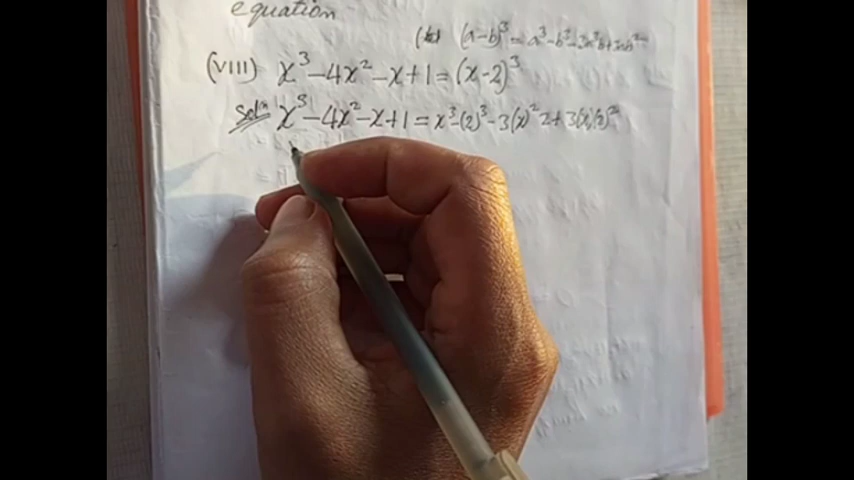 equation
(a-b)³ = a³-b³-3a²b+3ab²
(VIII) x³-4x²-x+1=(x-2)³
Solⁿ x³-4x²-x+1 = x³-(2)³-3(x)²2+3(x)(2)²